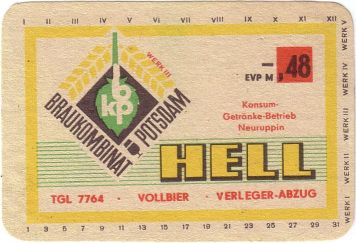 I II III IV V VI VII VIII IX X XI XII
WERK V
WERK IV
WERK III
WERK I
WERK III
bkp
BRAUKOMBINAT VEB POTSDAM
EVP M -,48
Konsum-
Getränke-Betrieb
Neuruppin
HELL
TGL 7764 · VOLLBIER · VERLEGER-ABZUG
1 3 5 7 9 11 13 15 17 19 21 23 25 27 29 31